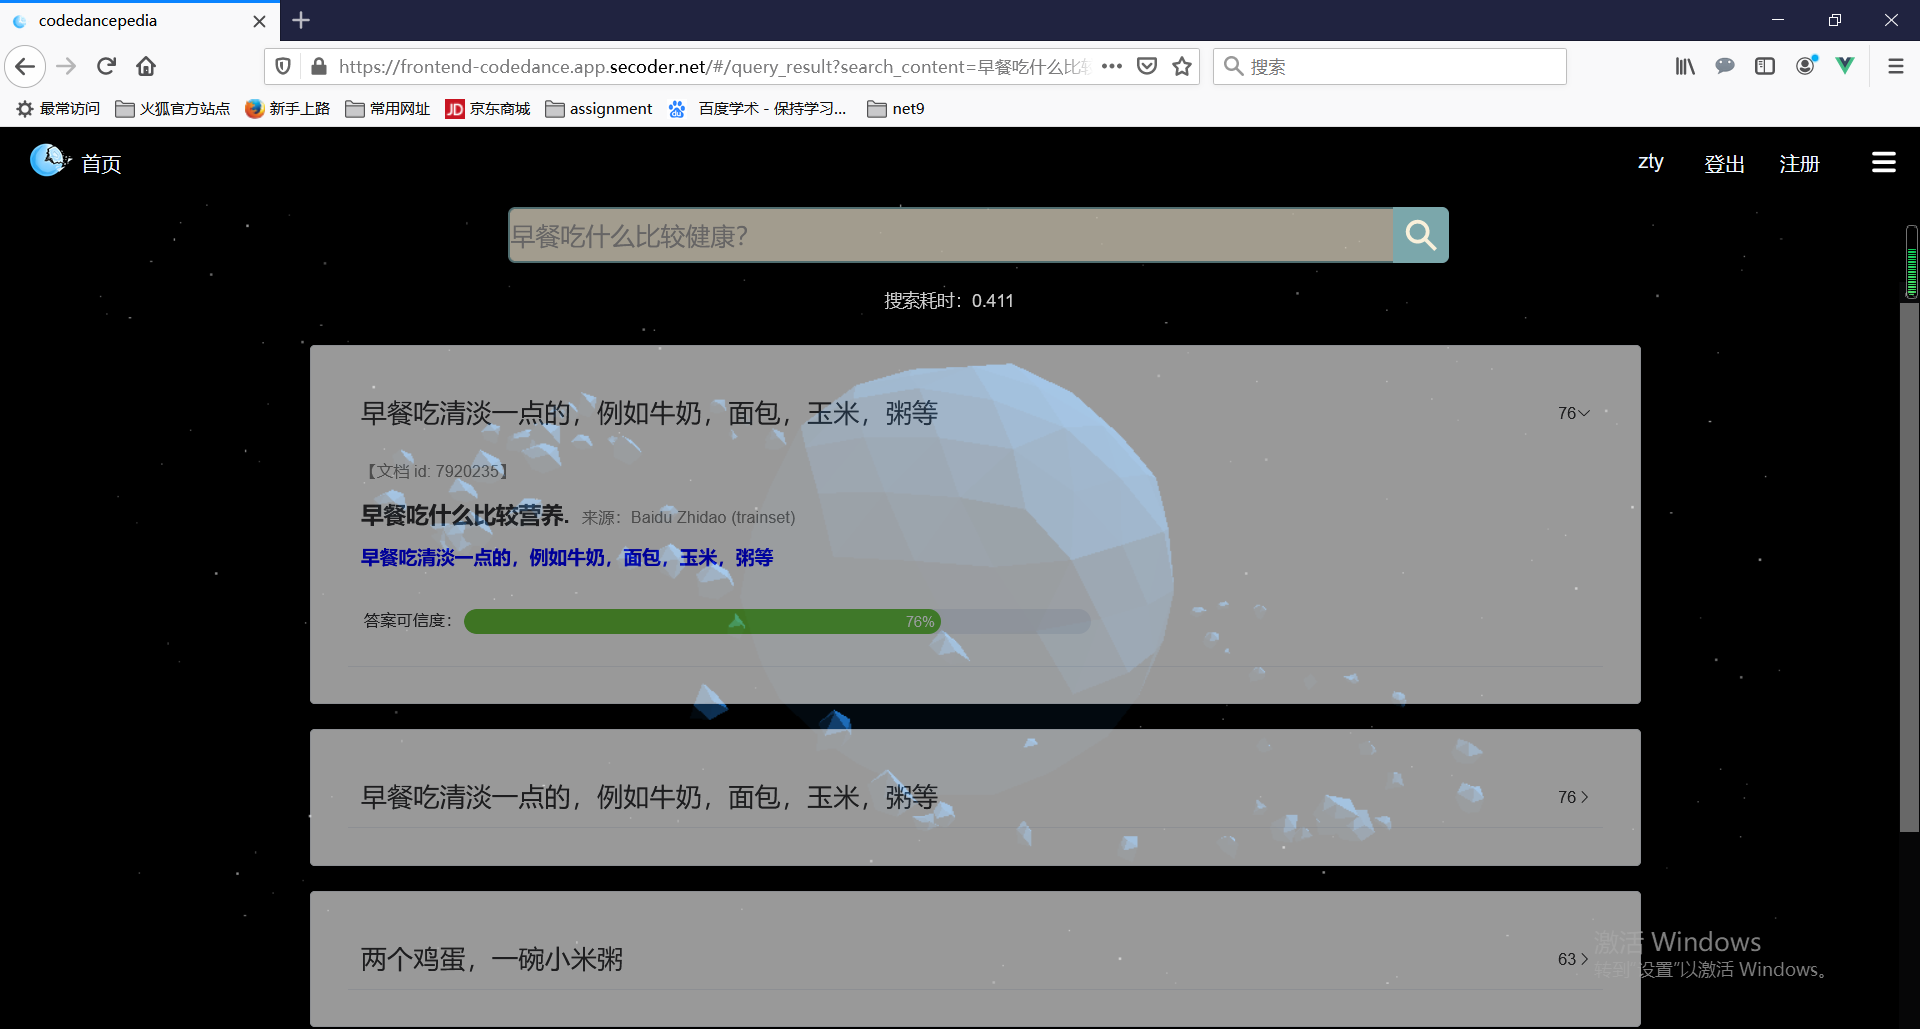 codedancepedia
https://frontend-codedance.app.secoder.net/#/query_result?search_content=早餐吃什么比较
搜索
最常访问
火狐官方站点
新手上路
常用网址
JD 京东商城
assignment
百度学术 - 保持学习...
net9
首页
zty
登出
注册
早餐吃什么比较健康?
搜索耗时：0.411
早餐吃清淡一点的，例如牛奶，面包，玉米，粥等
76
【文档 id: 7920235】
早餐吃什么比较营养. 来源：Baidu Zhidao (trainset)
早餐吃清淡一点的，例如牛奶，面包，玉米，粥等
答案可信度：
76%
早餐吃清淡一点的，例如牛奶，面包，玉米，粥等
76
两个鸡蛋，一碗小米粥
63
激活 Windows
转到"设置"以激活 Windows。